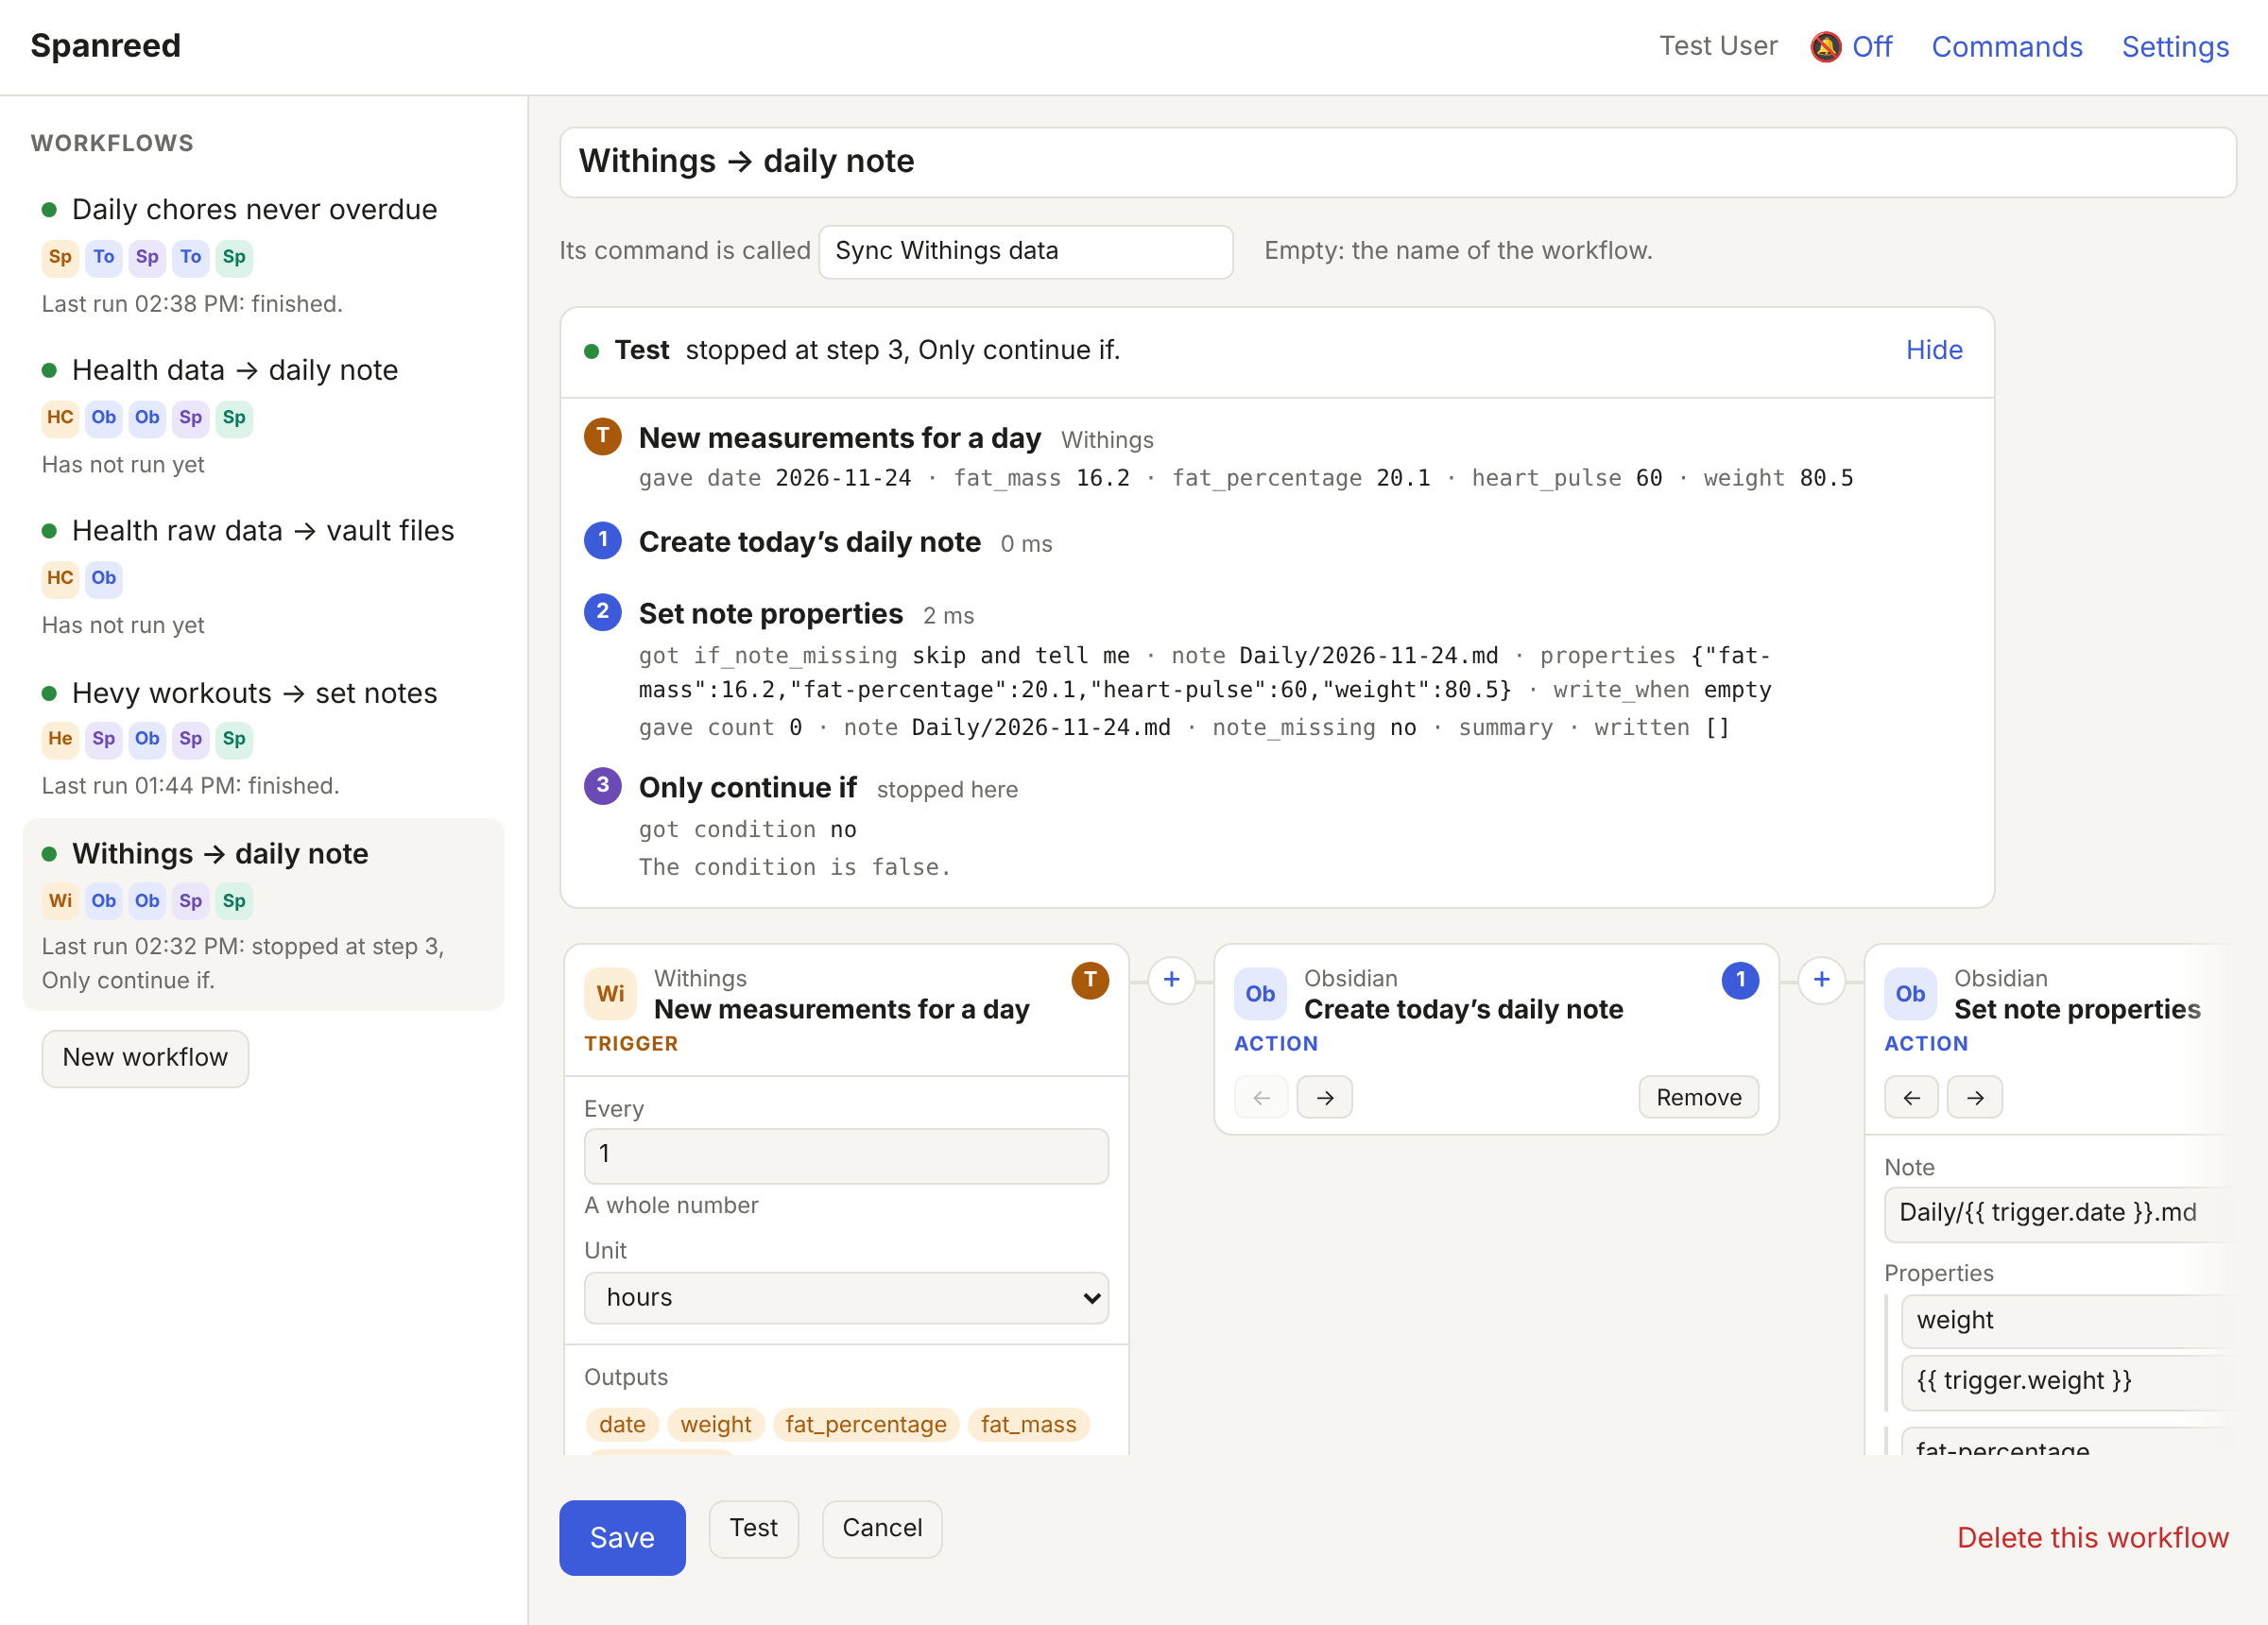 Spanreed
Test User
Off
Commands
Settings
WORKFLOWS
Daily chores never overdue
Sp To Sp To Sp
Last run 02:38 PM: finished.
Health data → daily note
HC Ob Ob Sp Sp
Has not run yet
Health raw data → vault files
HC Ob
Has not run yet
Hevy workouts → set notes
He Sp Ob Sp Sp
Last run 01:44 PM: finished.
Withings → daily note
Wi Ob Ob Sp Sp
Last run 02:32 PM: stopped at step 3,
Only continue if.
New workflow
Withings → daily note
Its command is called Sync Withings data Empty: the name of the workflow.
Test stopped at step 3, Only continue if.
Hide
T New measurements for a day Withings
gave date 2026-11-24 · fat_mass 16.2 · fat_percentage 20.1 · heart_pulse 60 · weight 80.5
1 Create today’s daily note 0 ms
2 Set note properties 2 ms
got if_note_missing skip and tell me · note Daily/2026-11-24.md · properties {"fat-
mass":16.2,"fat-percentage":20.1,"heart-pulse":60,"weight":80.5} · write_when empty
gave count 0 · note Daily/2026-11-24.md · note_missing no · summary · written []
3 Only continue if stopped here
got condition no
The condition is false.
Wi
Withings
New measurements for a day
T
TRIGGER
Every
1
A whole number
Unit
hours
Outputs
date weight fat_percentage fat_mass
+
Ob
Obsidian
Create today’s daily note
1
ACTION
← →
Remove
+
Ob
Obsidian
Set note properties
ACTION
← →
Note
Daily/{{ trigger.date }}.md
Properties
weight
{{ trigger.weight }}
fat-percentage
Save
Test
Cancel
Delete this workflow